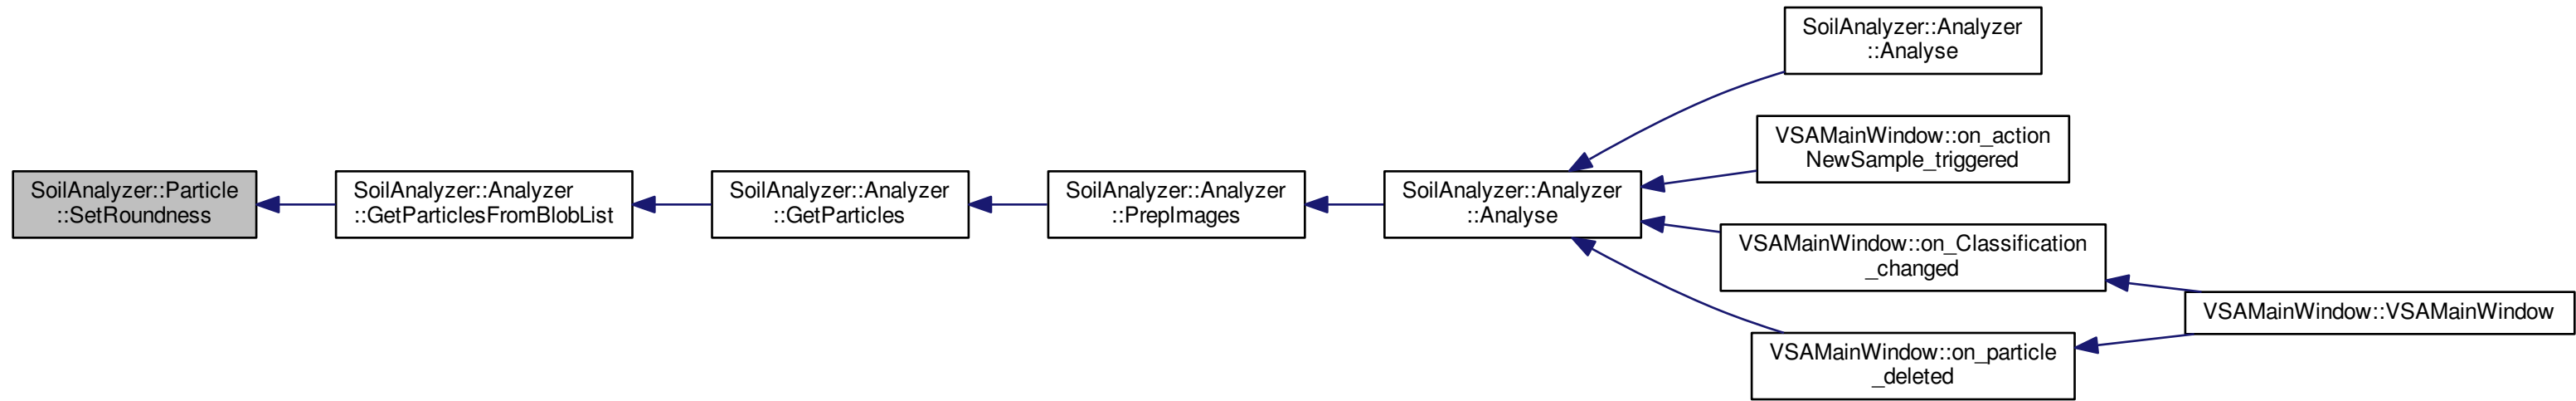 SoilAnalyzer::Particle
::SetRoundness
SoilAnalyzer::Analyzer
::GetParticlesFromBlobList
SoilAnalyzer::Analyzer
::GetParticles
SoilAnalyzer::Analyzer
::PrepImages
SoilAnalyzer::Analyzer
::Analyse
SoilAnalyzer::Analyzer
::Analyse
VSAMainWindow::on_action
NewSample_triggered
VSAMainWindow::on_Classification
_changed
VSAMainWindow::on_particle
_deleted
VSAMainWindow::VSAMainWindow